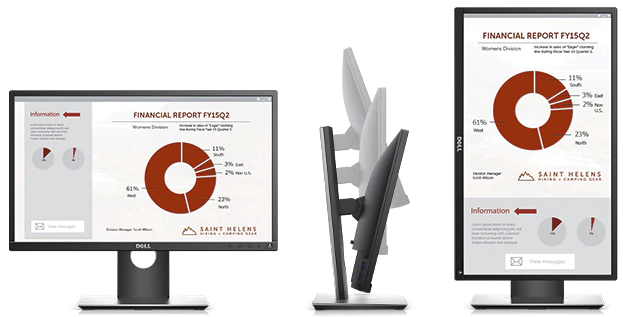 FINANCIAL REPORT FY15Q2
Womens Division
Increase in sales of "Eagel" clothing
line during Fiscal Year 15 Quarter 2.
Information
11%
South
3% East
2% Non U.S.
61%
West
23%
North
Division Manager: Scott Wilson
SAINT HELENS
HIKING + CAMPING GEAR
View messages
DELL
FINANCIAL REPORT FY15Q2
Womens Division
Increase in sales of "Eagel" clothing
line during Fiscal Year 15 Quarter 2.
11%
South
3% East
2% Non
U.S.
61%
West
23%
North
Division Manager:
Scott Wilson
SAINT HELENS
HIKING + CAMPING GEAR
Information
View messages
DELL